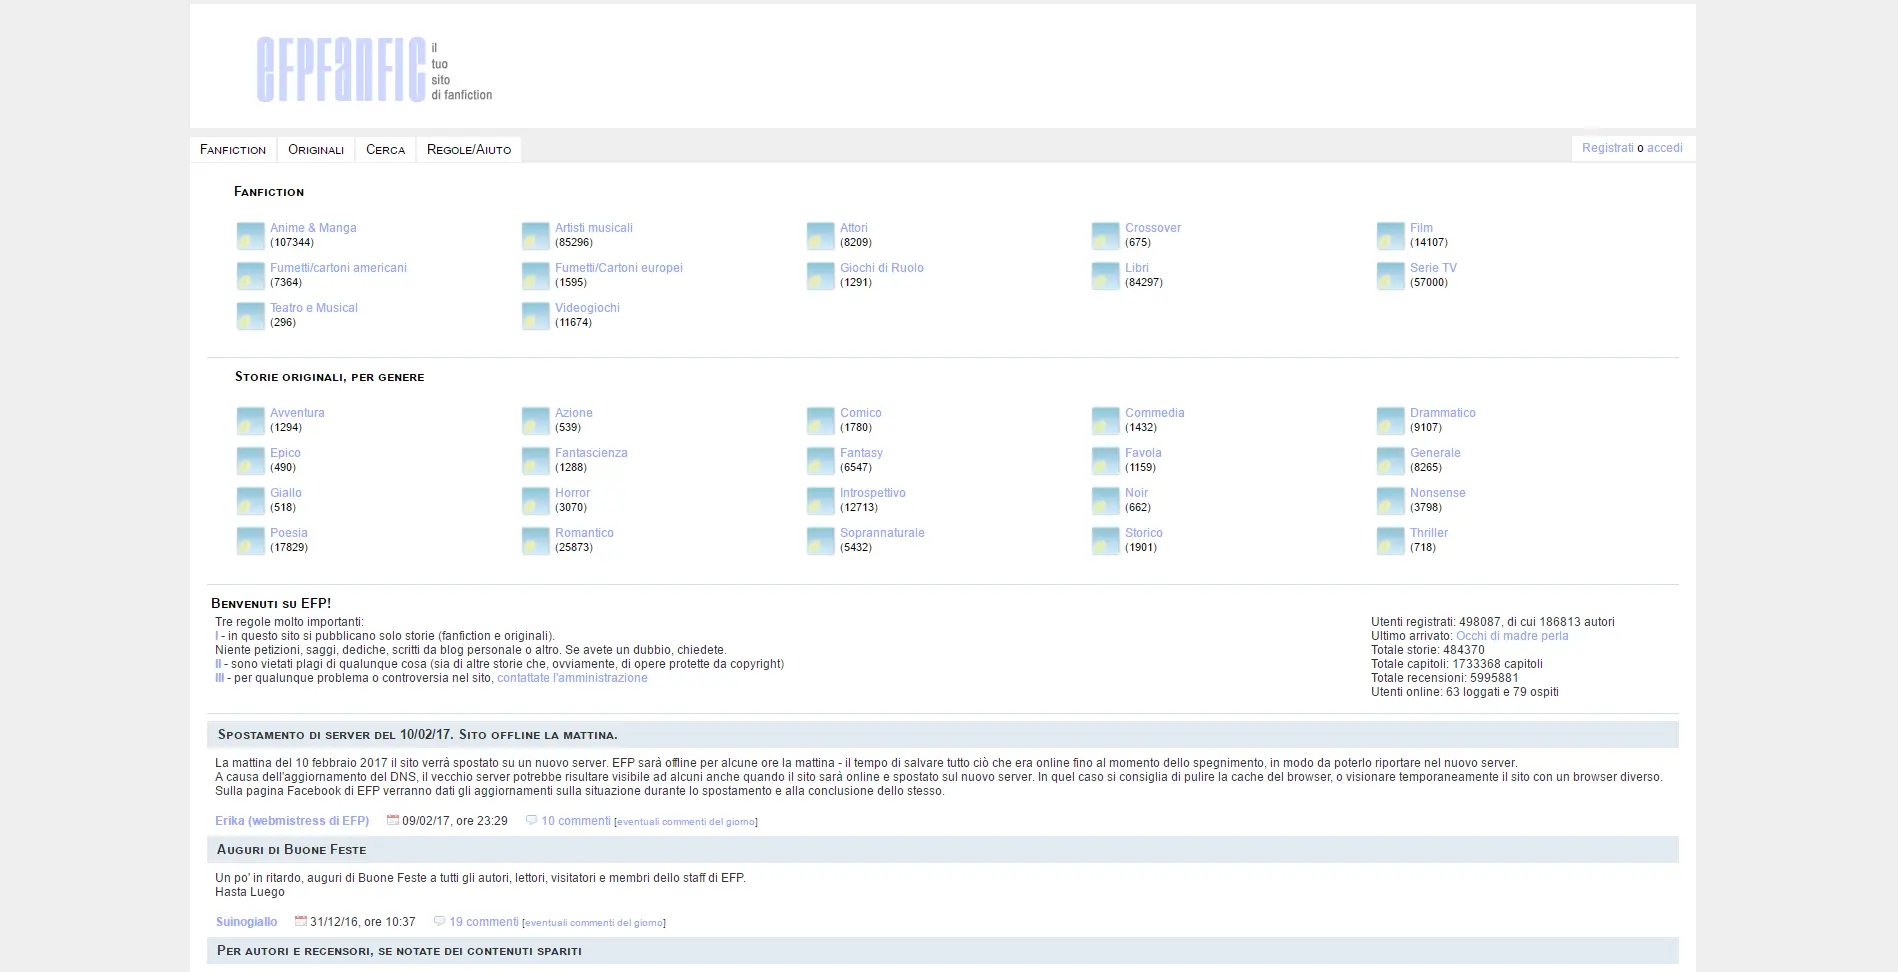 EFPFANFIC
il
tuo
sito
di fanfiction
Fanfiction Originali Cerca Regole/Aiuto
Registrati o accedi
Fanfiction
Anime & Manga
(107344)
Artisti musicali
(85296)
Attori
(8209)
Crossover
(675)
Film
(14107)
Fumetti/cartoni americani
(7364)
Fumetti/Cartoni europei
(1595)
Giochi di Ruolo
(1291)
Libri
(84297)
Serie TV
(57000)
Teatro e Musical
(296)
Videogiochi
(11674)
Storie originali, per genere
Avventura
(1294)
Azione
(539)
Comico
(1780)
Commedia
(1432)
Drammatico
(9107)
Epico
(490)
Fantascienza
(1288)
Fantasy
(6547)
Favola
(1159)
Generale
(8265)
Giallo
(518)
Horror
(3070)
Introspettivo
(12713)
Noir
(662)
Nonsense
(3798)
Poesia
(17829)
Romantico
(25873)
Soprannaturale
(5432)
Storico
(1901)
Thriller
(718)
Benvenuti su EFP!
Tre regole molto importanti:
I - in questo sito si pubblicano solo storie (fanfiction e originali).
Niente petizioni, saggi, dediche, scritti da blog personale o altro. Se avete un dubbio, chiedete.
II - sono vietati plagi di qualunque cosa (sia di altre storie che, ovviamente, di opere protette da copyright)
III - per qualunque problema o controversia nel sito, contattate l'amministrazione
Utenti registrati: 498087, di cui 186813 autori
Ultimo arrivato: Occhi di madre perla
Totale storie: 484370
Totale capitoli: 1733368 capitoli
Totale recensioni: 5995881
Utenti online: 63 loggati e 79 ospiti
Spostamento di server del 10/02/17. Sito offline la mattina.
La mattina del 10 febbraio 2017 il sito verrà spostato su un nuovo server. EFP sarà offline per alcune ore la mattina - il tempo di salvare tutto ciò che era online fino al momento dello spegnimento, in modo da poterlo riportare nel nuovo server.
A causa dell'aggiornamento del DNS, il vecchio server potrebbe risultare visibile ad alcuni anche quando il sito sarà online e spostato sul nuovo server. In quel caso si consiglia di pulire la cache del browser, o visionare temporaneamente il sito con un browser diverso.
Sulla pagina Facebook di EFP verranno dati gli aggiornamenti sulla situazione durante lo spostamento e alla conclusione dello stesso.
Erika (webmistress di EFP) 09/02/17, ore 23:29 10 commenti [eventuali commenti del giorno]
Auguri di Buone Feste
Un po' in ritardo, auguri di Buone Feste a tutti gli autori, lettori, visitatori e membri dello staff di EFP.
Hasta Luego
Suinogiallo 31/12/16, ore 10:37 19 commenti [eventuali commenti del giorno]
Per autori e recensori, se notate dei contenuti spariti